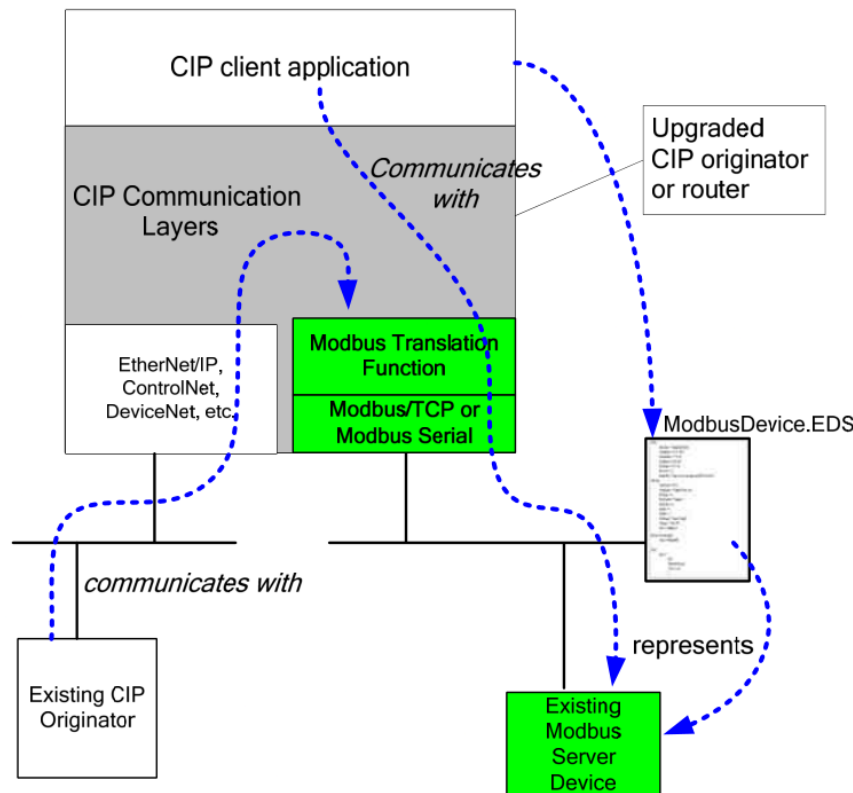 CIP client application
Communicates
with
Upgraded
CIP originator
or router
CIP Communication
Layers
EtherNet/IP,
ControlNet,
DeviceNet, etc.
Modbus Translation
Function
Modbus/TCP or
Modbus Serial
ModbusDevice.EDS
communicates with
represents
Existing CIP
Originator
Existing
Modbus
Server
Device